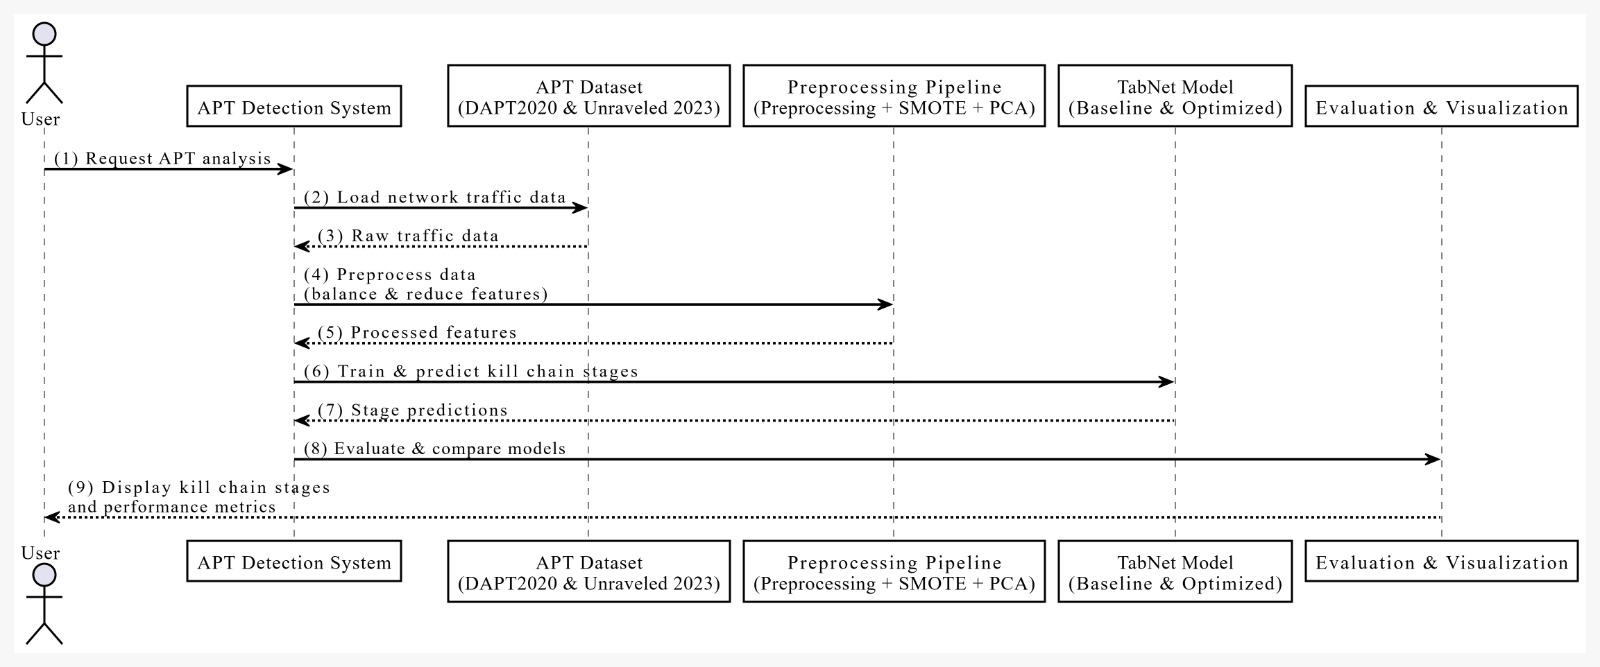 User
APT Detection System
APT Dataset
(DAPT2020 & Unraveled 2023)
Preprocessing Pipeline
(Preprocessing + SMOTE + PCA)
TabNet Model
(Baseline & Optimized)
Evaluation & Visualization
(1) Request APT analysis
(2) Load network traffic data
(3) Raw traffic data
(4) Preprocess data
(balance & reduce features)
(5) Processed features
(6) Train & predict kill chain stages
(7) Stage predictions
(8) Evaluate & compare models
(9) Display kill chain stages
and performance metrics
User
APT Detection System
APT Dataset
(DAPT2020 & Unraveled 2023)
Preprocessing Pipeline
(Preprocessing + SMOTE + PCA)
TabNet Model
(Baseline & Optimized)
Evaluation & Visualization